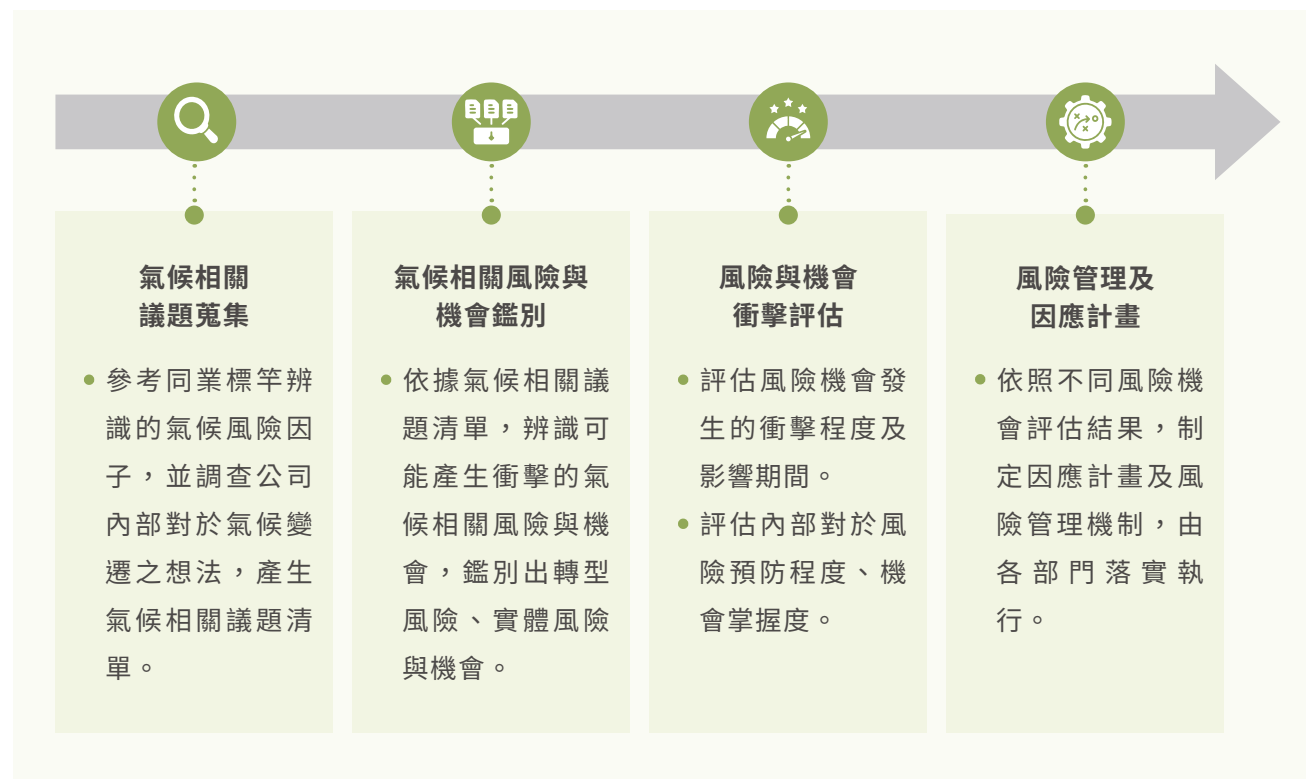 氣候相關
議題蒐集
參考同業標竿辨
識的氣候風險因
子，並調查公司
內部對於氣候變
遷之想法，產生
氣候相關議題清
單。
氣候相關風險與
機會鑑別
依據氣候相關議
題清單，辨識可
能產生衝擊的氣
候相關風險與機
會，鑑別出轉型
風險、實體風險
與機會。
風險與機會
衝擊評估
評估風險機會發
生的衝擊程度及
影響期間。
評估內部對於風
險預防程度、機
會掌握度。
風險管理及
因應計畫
依照不同風險機
會評估結果，制
定因應計畫及風
險管理機制，由
各部門落實執
行。